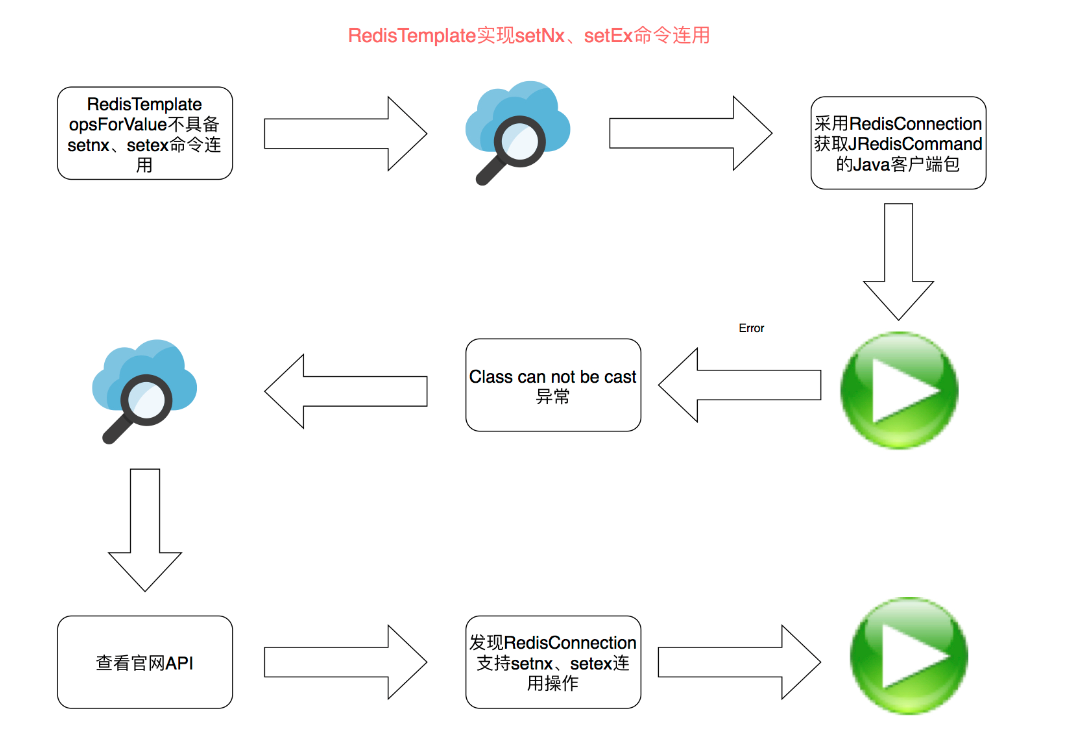 RedisTemplate实现setNx、setEx命令连用
RedisTemplate
opsForValue不具备
setnx、setex命令连
用
采用RedisConnection
获取JRedisCommand
的Java客户端包
Error
Class can not be cast
异常
查看官网API
发现RedisConnection
支持setnx、setex连
用操作